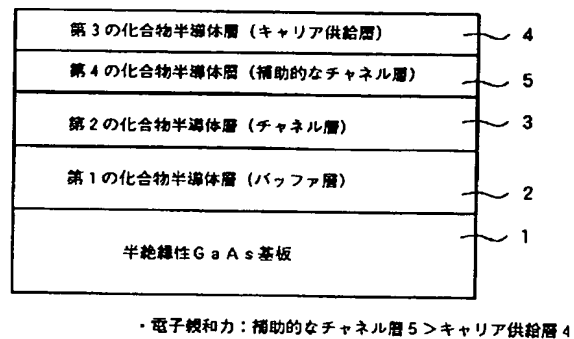 第３の化合物半導体層（キャリア供給層） 4
第４の化合物半導体層（補助的なチャネル層） 5
第２の化合物半導体層（チャネル層） 3
第１の化合物半導体層（バッファ層） 2
半絶縁性ＧａＡｓ基板 1
・電子親和力：補助的なチャネル層５＞キャリア供給層４